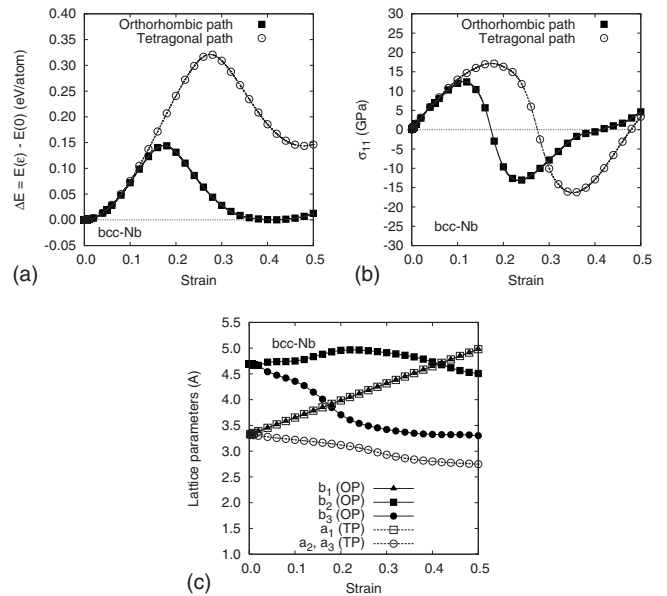 Orthorhombic path
Tetragonal path
0.40
0.35
0.30
0.25
0.20
0.15
0.10
0.05
0.00
-0.05
ΔE = E(ε) - E(0) (eV/atom)
bcc-Nb
0.0 0.1 0.2 0.3 0.4 0.5
Strain
(a)
Orthorhombic path
Tetragonal path
30
25
20
15
10
5
0
-5
-10
-15
-20
-25
-30
σ11 (GPa)
bcc-Nb
0.0 0.1 0.2 0.3 0.4 0.5
Strain
(b)
bcc-Nb
5.0
4.5
4.0
3.5
3.0
2.5
2.0
1.5
1.0
Lattice parameters (A)
b1 (OP)
b2 (OP)
b3 (OP)
a1 (TP)
a2, a3 (TP)
0.0 0.1 0.2 0.3 0.4 0.5
Strain
(c)